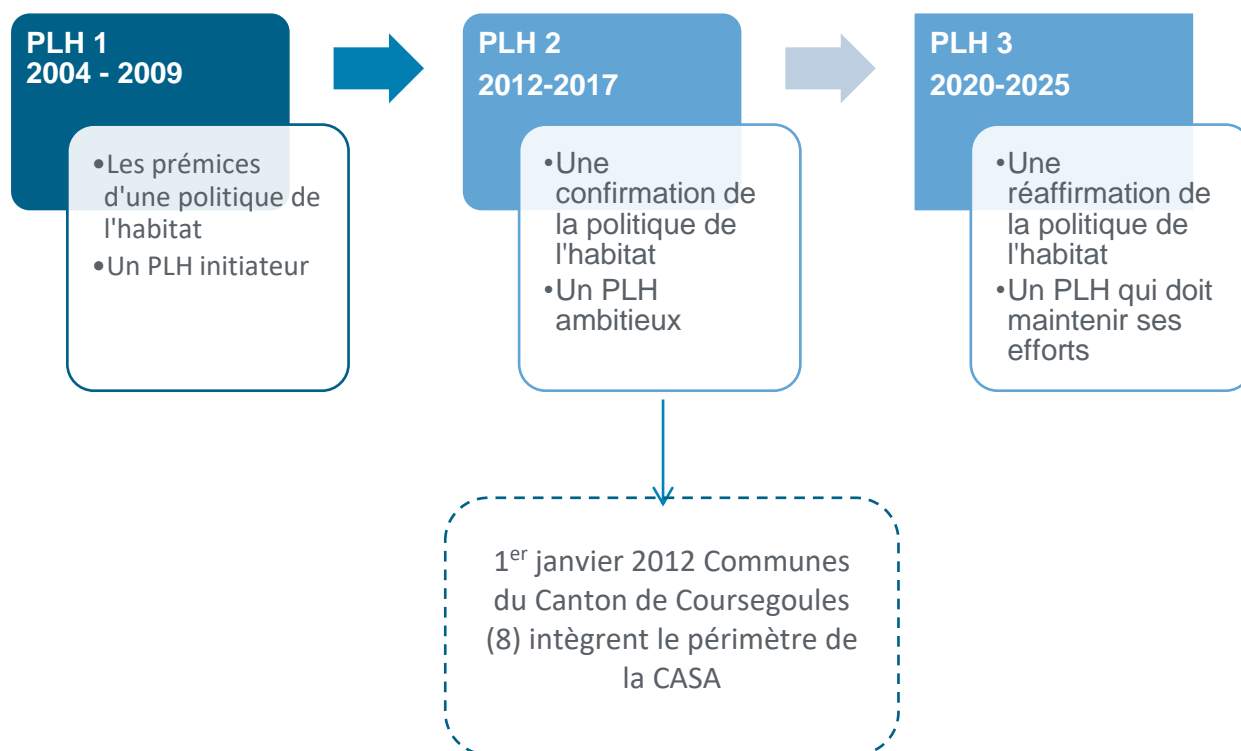 PLH 1
2004 - 2009
•Les prémices
d'une politique de
l'habitat
•Un PLH initiateur
PLH 2
2012-2017
•Une
confirmation de
la politique de
l'habitat
•Un PLH
ambitieux
PLH 3
2020-2025
•Une
réaffirmation de
la politique de
l'habitat
•Un PLH qui doit
maintenir ses
efforts
1er janvier 2012 Communes
du Canton de Coursegoules
(8) intègrent le périmètre de
la CASA